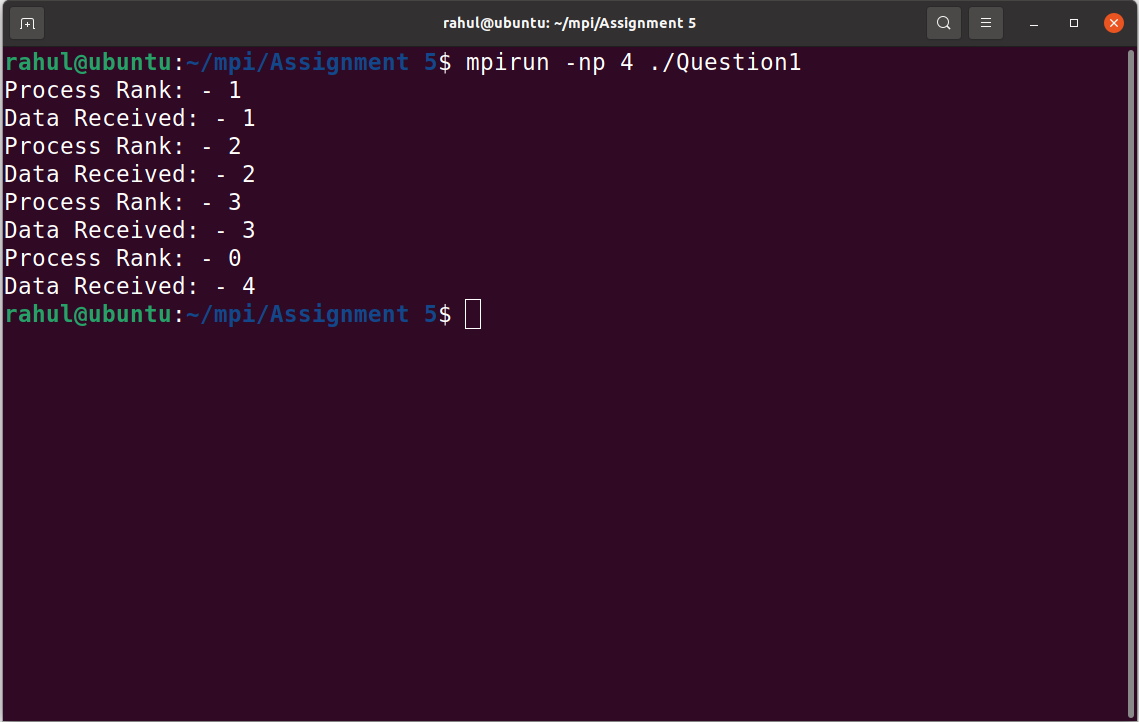 rahul@ubuntu: ~/mpi/Assignment 5
rahul@ubuntu:~/mpi/Assignment 5$ mpirun -np 4 ./Question1
Process Rank: - 1
Data Received: - 1
Process Rank: - 2
Data Received: - 2
Process Rank: - 3
Data Received: - 3
Process Rank: - 0
Data Received: - 4
rahul@ubuntu:~/mpi/Assignment 5$